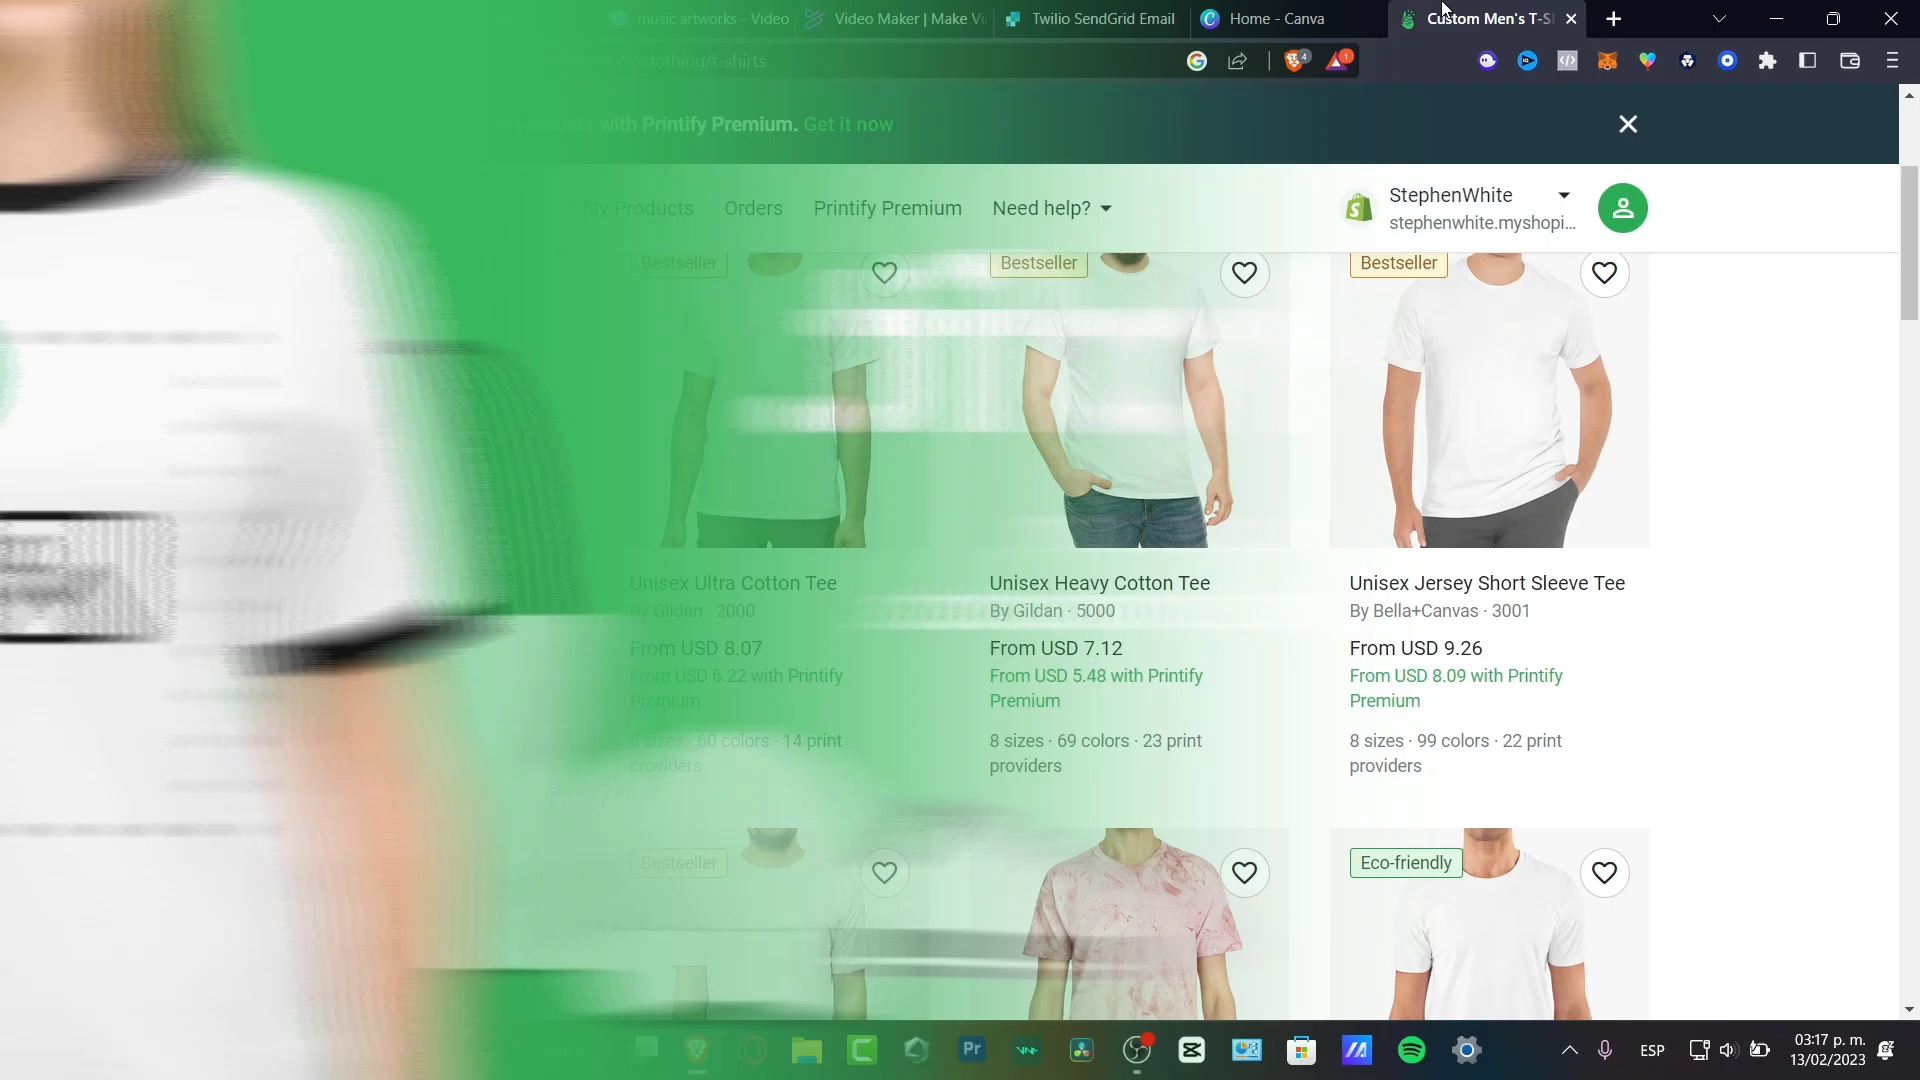 music artworks - Video
Video Maker | Make Vi
Twilio SendGrid Email
Home - Canva
Custom Men's T-S
-clothing/t-shirts
4
1
with Printify Premium. Get it now
My Products
Orders
Printify Premium
Need help?
StephenWhite
stephenwhite.myshopi...
Bestseller
Bestseller
Bestseller
Unisex Ultra Cotton Tee
By Gildan · 2000
From USD 8.07
From USD 6.22 with Printify
Premium
sizes · 60 colors · 14 print
providers
Unisex Heavy Cotton Tee
By Gildan · 5000
From USD 7.12
From USD 5.48 with Printify
Premium
8 sizes · 69 colors · 23 print
providers
Unisex Jersey Short Sleeve Tee
By Bella+Canvas · 3001
From USD 9.26
From USD 8.09 with Printify
Premium
8 sizes · 99 colors · 22 print
providers
Bestseller
Eco-friendly
Pr
ESP
03:17 p. m.
13/02/2023